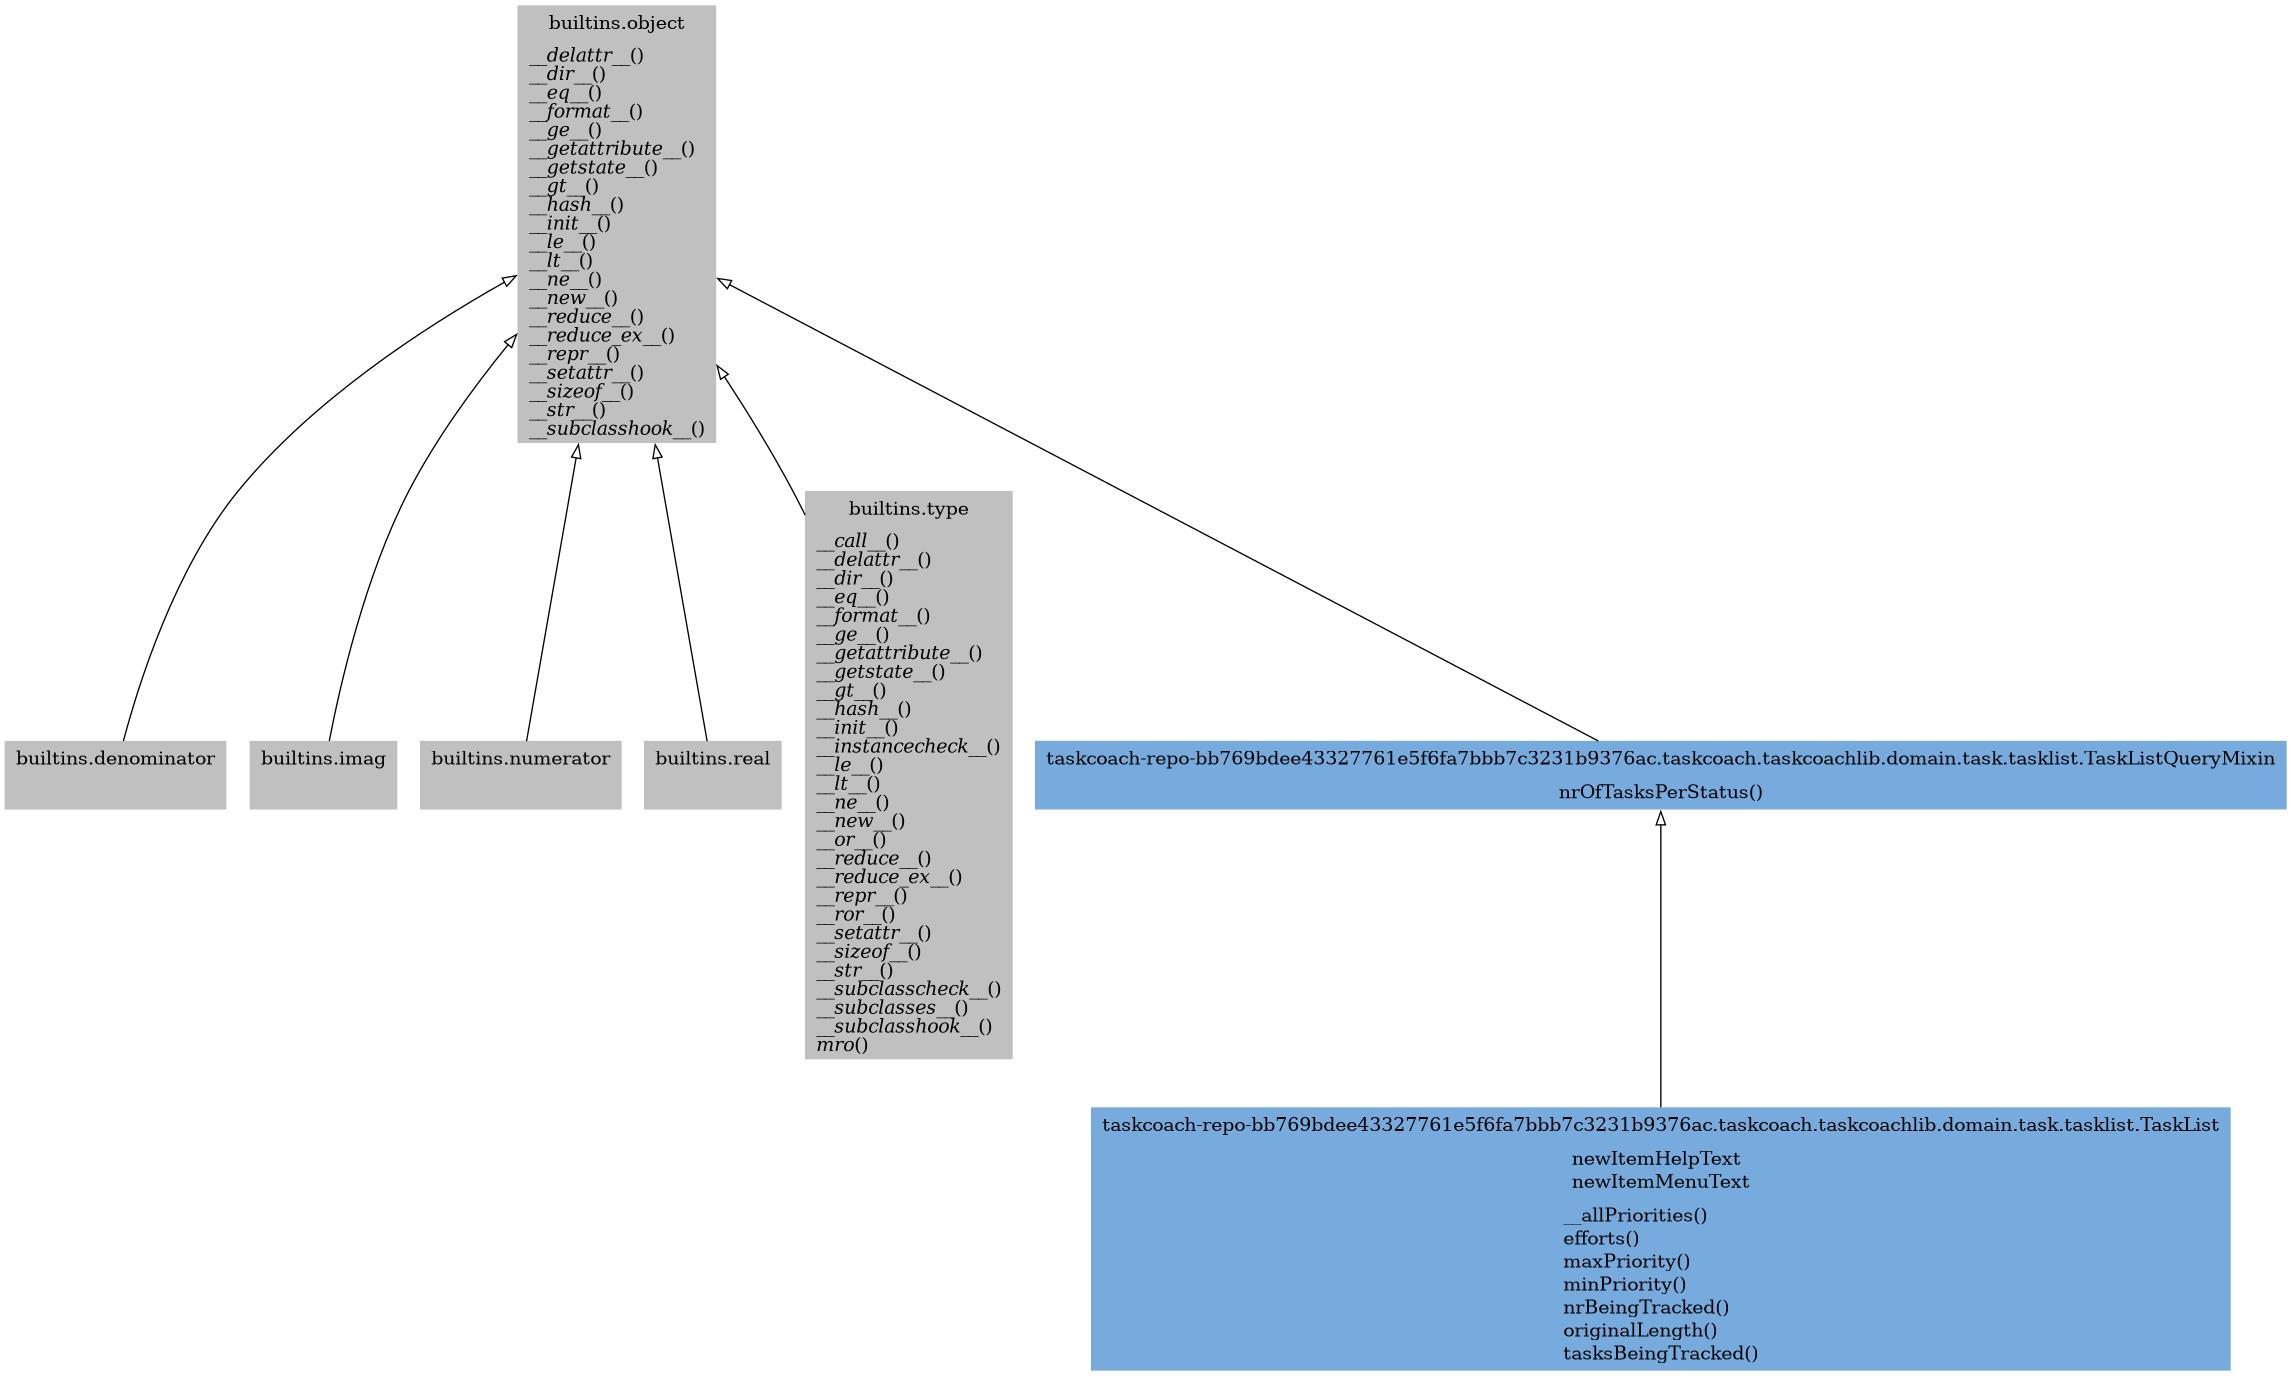 builtins.object
__delattr__()
__dir__()
__eq__()
__format__()
__ge__()
__getattribute__()
__getstate__()
__gt__()
__hash__()
__init__()
__le__()
__lt__()
__ne__()
__new__()
__reduce__()
__reduce_ex__()
__repr__()
__setattr__()
__sizeof__()
__str__()
__subclasshook__()
builtins.denominator
builtins.imag
builtins.numerator
builtins.real
builtins.type
__call__()
__delattr__()
__dir__()
__eq__()
__format__()
__ge__()
__getattribute__()
__getstate__()
__gt__()
__hash__()
__init__()
__instancecheck__()
__le__()
__lt__()
__ne__()
__new__()
__or__()
__reduce__()
__reduce_ex__()
__repr__()
__ror__()
__setattr__()
__sizeof__()
__str__()
__subclasscheck__()
__subclasses__()
__subclasshook__()
mro()
taskcoach-repo-bb769bdee43327761e5f6fa7bbb7c3231b9376ac.taskcoach.taskcoachlib.domain.task.tasklist.TaskListQueryMixin
nrOfTasksPerStatus()
taskcoach-repo-bb769bdee43327761e5f6fa7bbb7c3231b9376ac.taskcoach.taskcoachlib.domain.task.tasklist.TaskList
newItemHelpText
newItemMenuText
__allPriorities()
efforts()
maxPriority()
minPriority()
nrBeingTracked()
originalLength()
tasksBeingTracked()